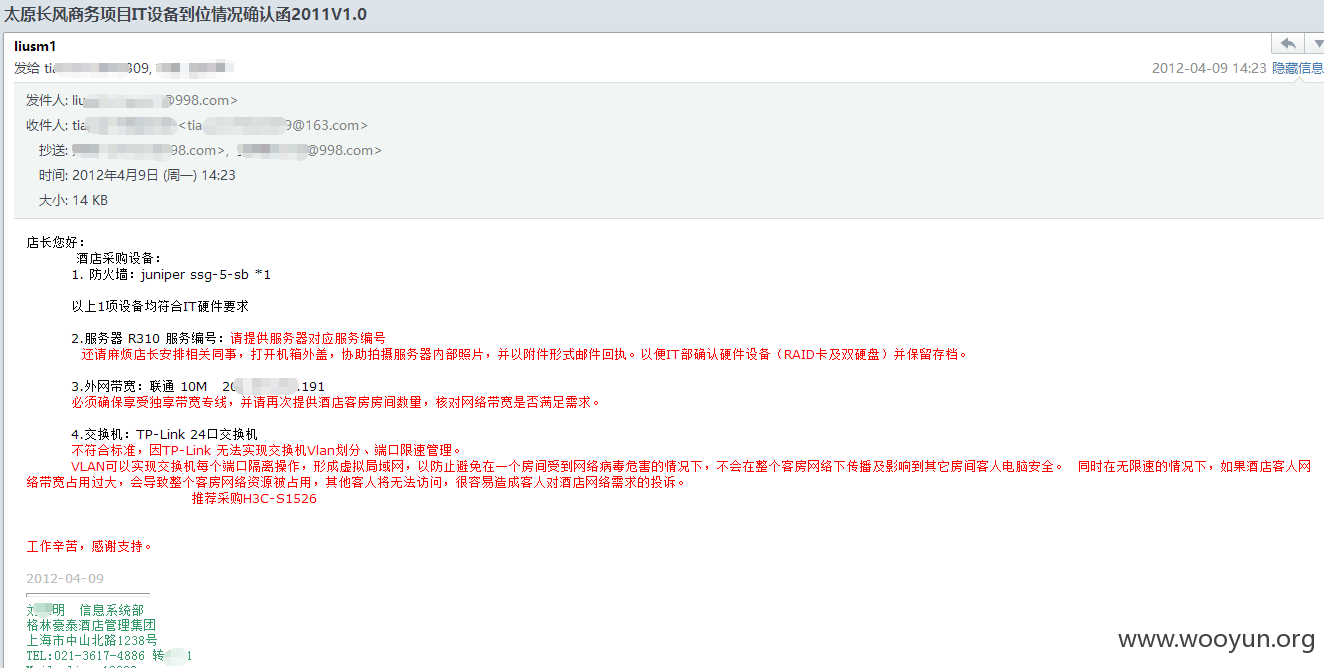 太原长风商务项目IT设备到位情况确认函2011V1.0
liusm1
发给 tia 309,
2012-04-09 14:23 隐藏信息
发件人: liu @998.com>
收件人: tia <tia 9@163.com>
抄送: 98.com>, @998.com>
时间: 2012年4月9日 (周一) 14:23
大小: 14 KB
店长您好：
酒店采购设备：
1. 防火墙：juniper ssg-5-sb *1
以上1项设备均符合IT硬件要求
2.服务器 R310 服务编号：请提供服务器对应服务编号
还请麻烦店长安排相关同事，打开机箱外盖，协助拍摄服务器内部照片，并以附件形式邮件回执。以便IT部确认硬件设备（RAID卡及双硬盘）并保留存档。
3.外网带宽：联通 10M 20 .191
必须确保享受独享带宽专线，并请再次提供酒店客房房间数量，核对网络带宽是否满足需求。
4.交换机：TP-Link 24口交换机
不符合标准，因TP-Link 无法实现交换机Vlan划分、端口限速管理。
VLAN可以实现交换机每个端口隔离操作，形成虚拟局域网，以防止避免在一个房间受到网络病毒危害的情况下，不会在整个客房网络下传播及影响到其它房间客人电脑安全。 同时在无限速的情况下，如果酒店客人网
络带宽占用过大，会导致整个客房网络资源被占用，其他客人将无法访问，很容易造成客人对酒店网络需求的投诉。
推荐采购H3C-S1526
工作辛苦，感谢支持。
2012-04-09
刘 明 信息系统部
格林豪泰酒店管理集团
上海市中山北路1238号
TEL:021-3617-4886 转 1
www.wooyun.org